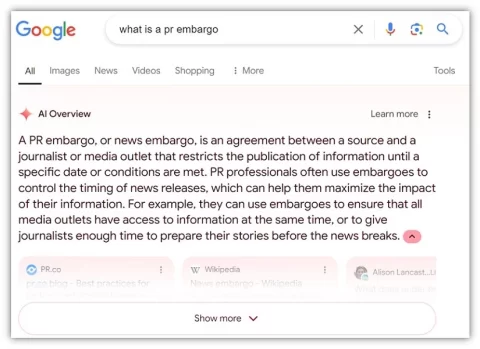 Google
what is a pr embargo
All Images News Videos Shopping More Tools
AI Overview
Learn more
A PR embargo, or news embargo, is an agreement between a source and a
journalist or media outlet that restricts the publication of information until a
specific date or conditions are met. PR professionals often use embargoes to
control the timing of news releases, which can help them maximize the impact
of their information. For example, they can use embargoes to ensure that all
media outlets have access to information at the same time, or to give
journalists enough time to prepare their stories before the news breaks.
PR.co
pr.co blog - Best practices for
W Wikipedia
News embargo - Wikipedia
Alison Lancast...
Show more